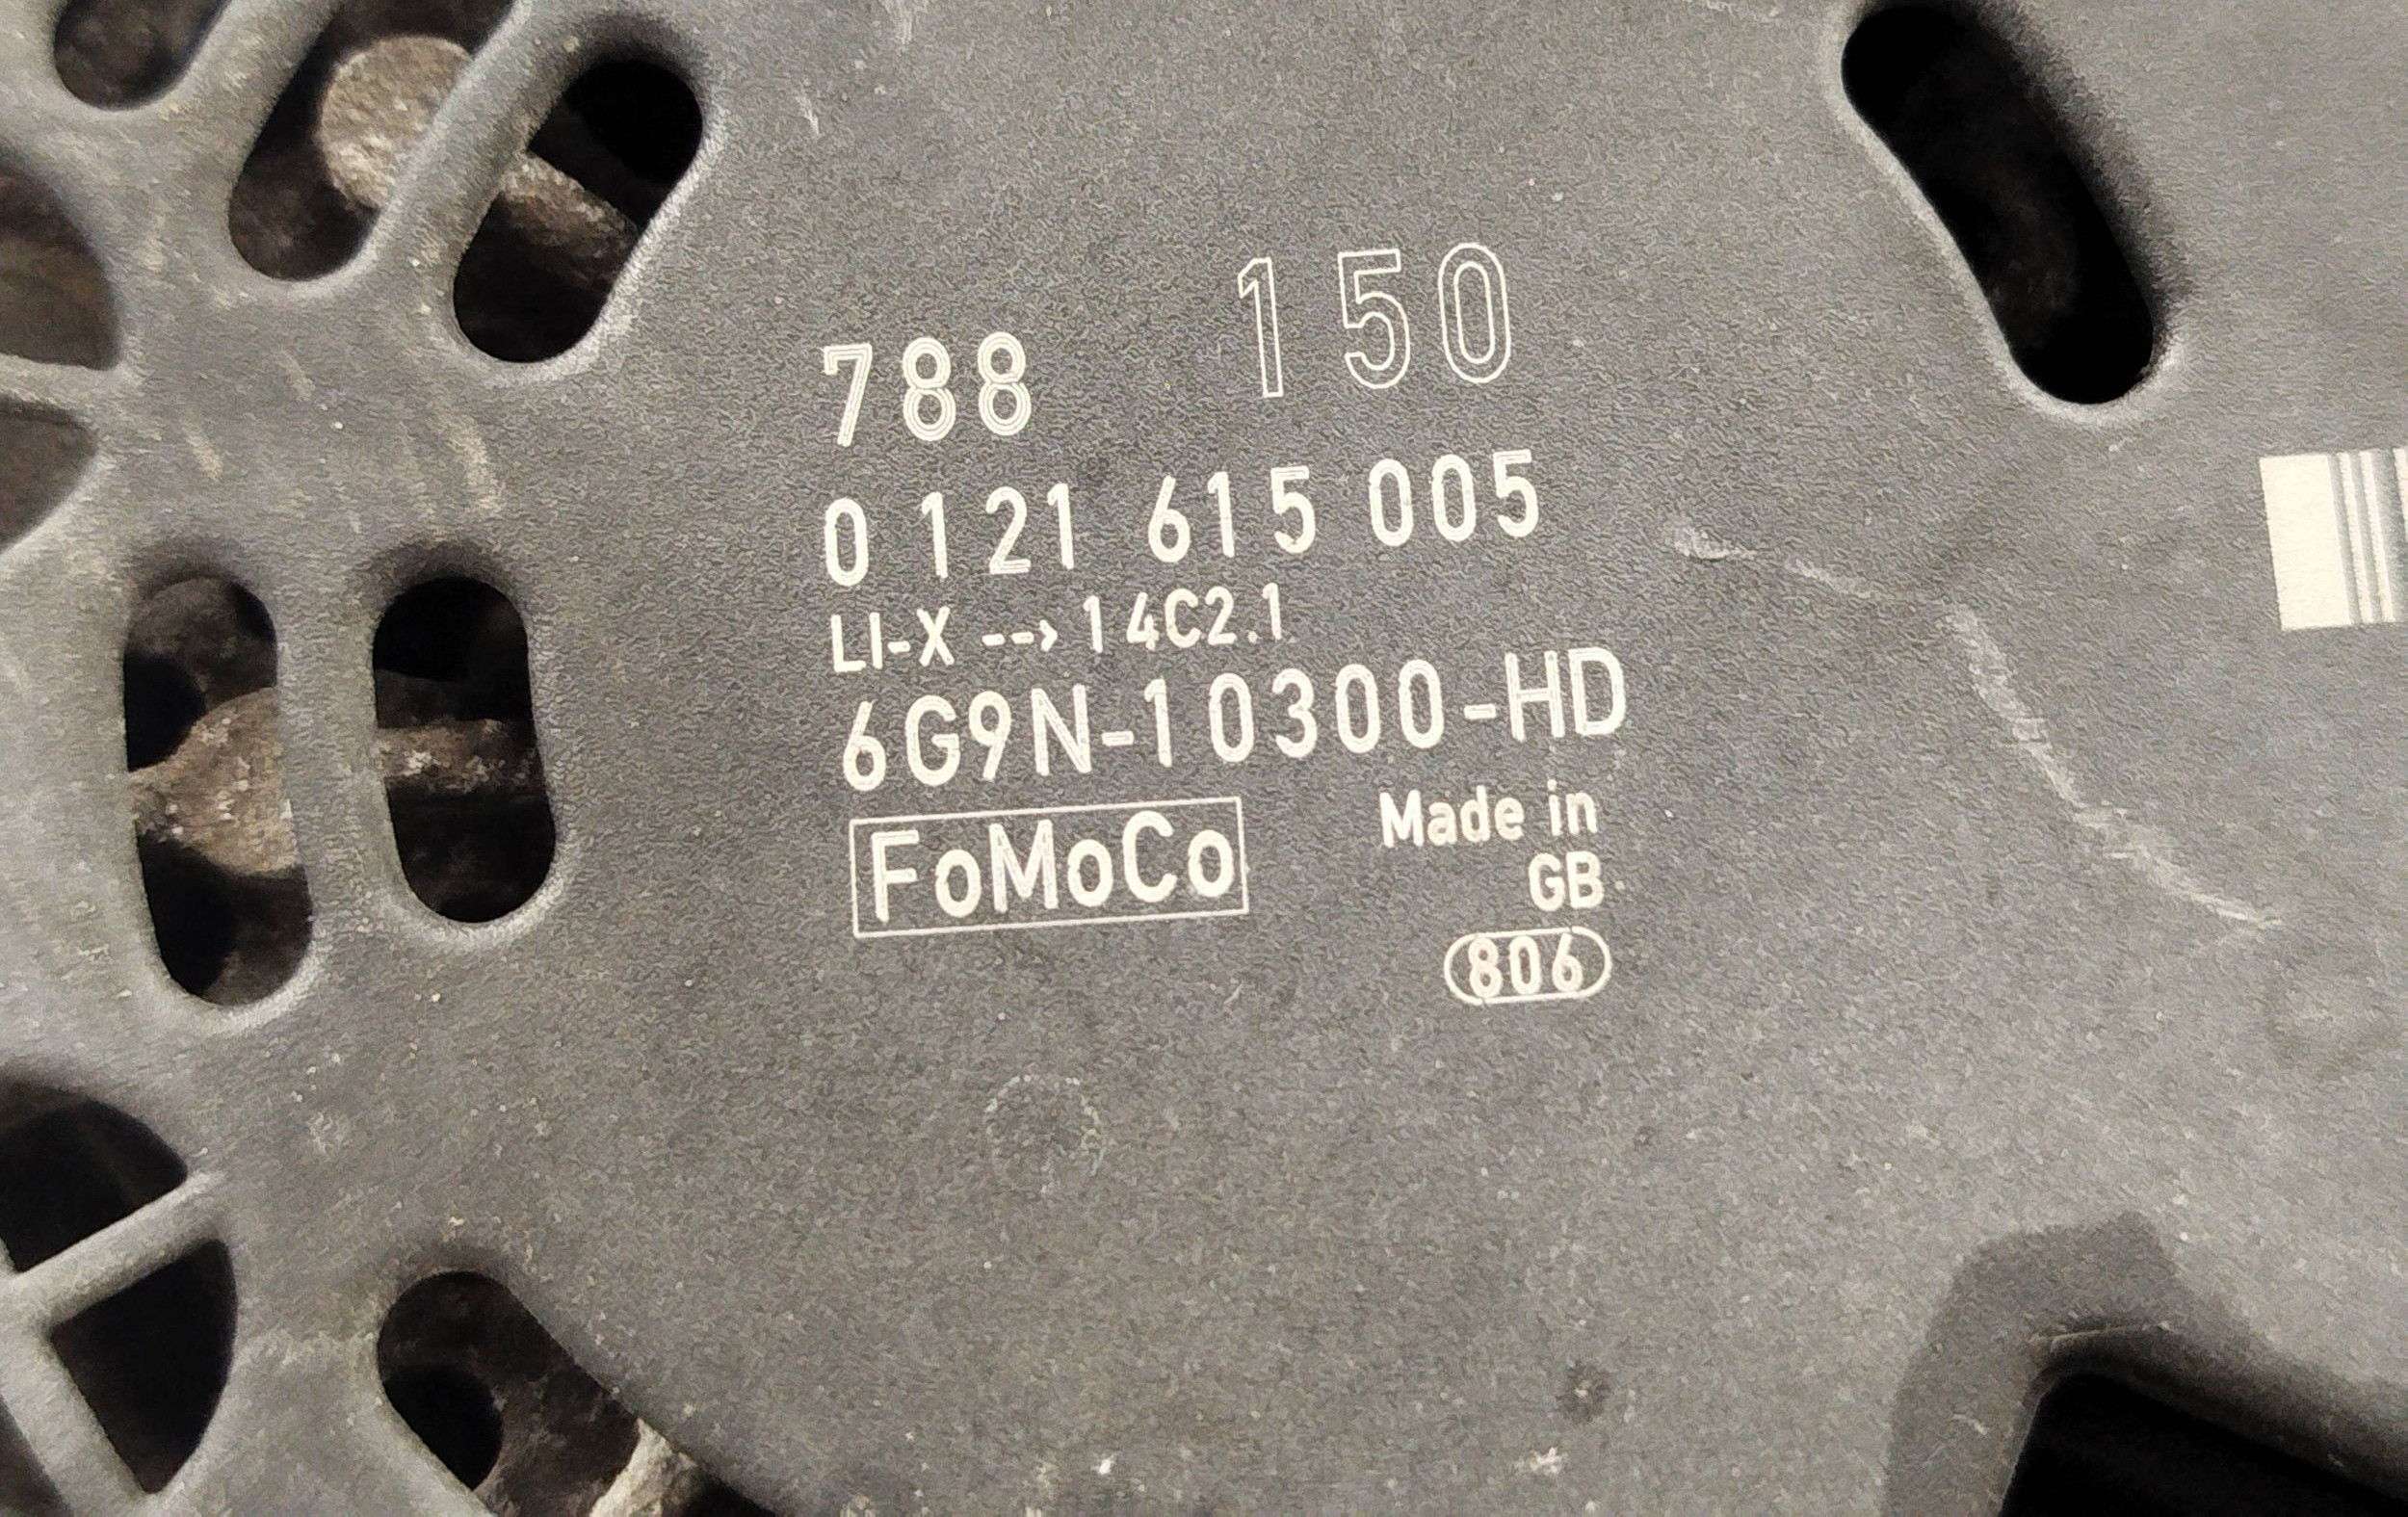 788 150
0 121 615 005
LI-X --> 14C2.1
6G9N-10300-HD
FoMoCo Made in
GB
806